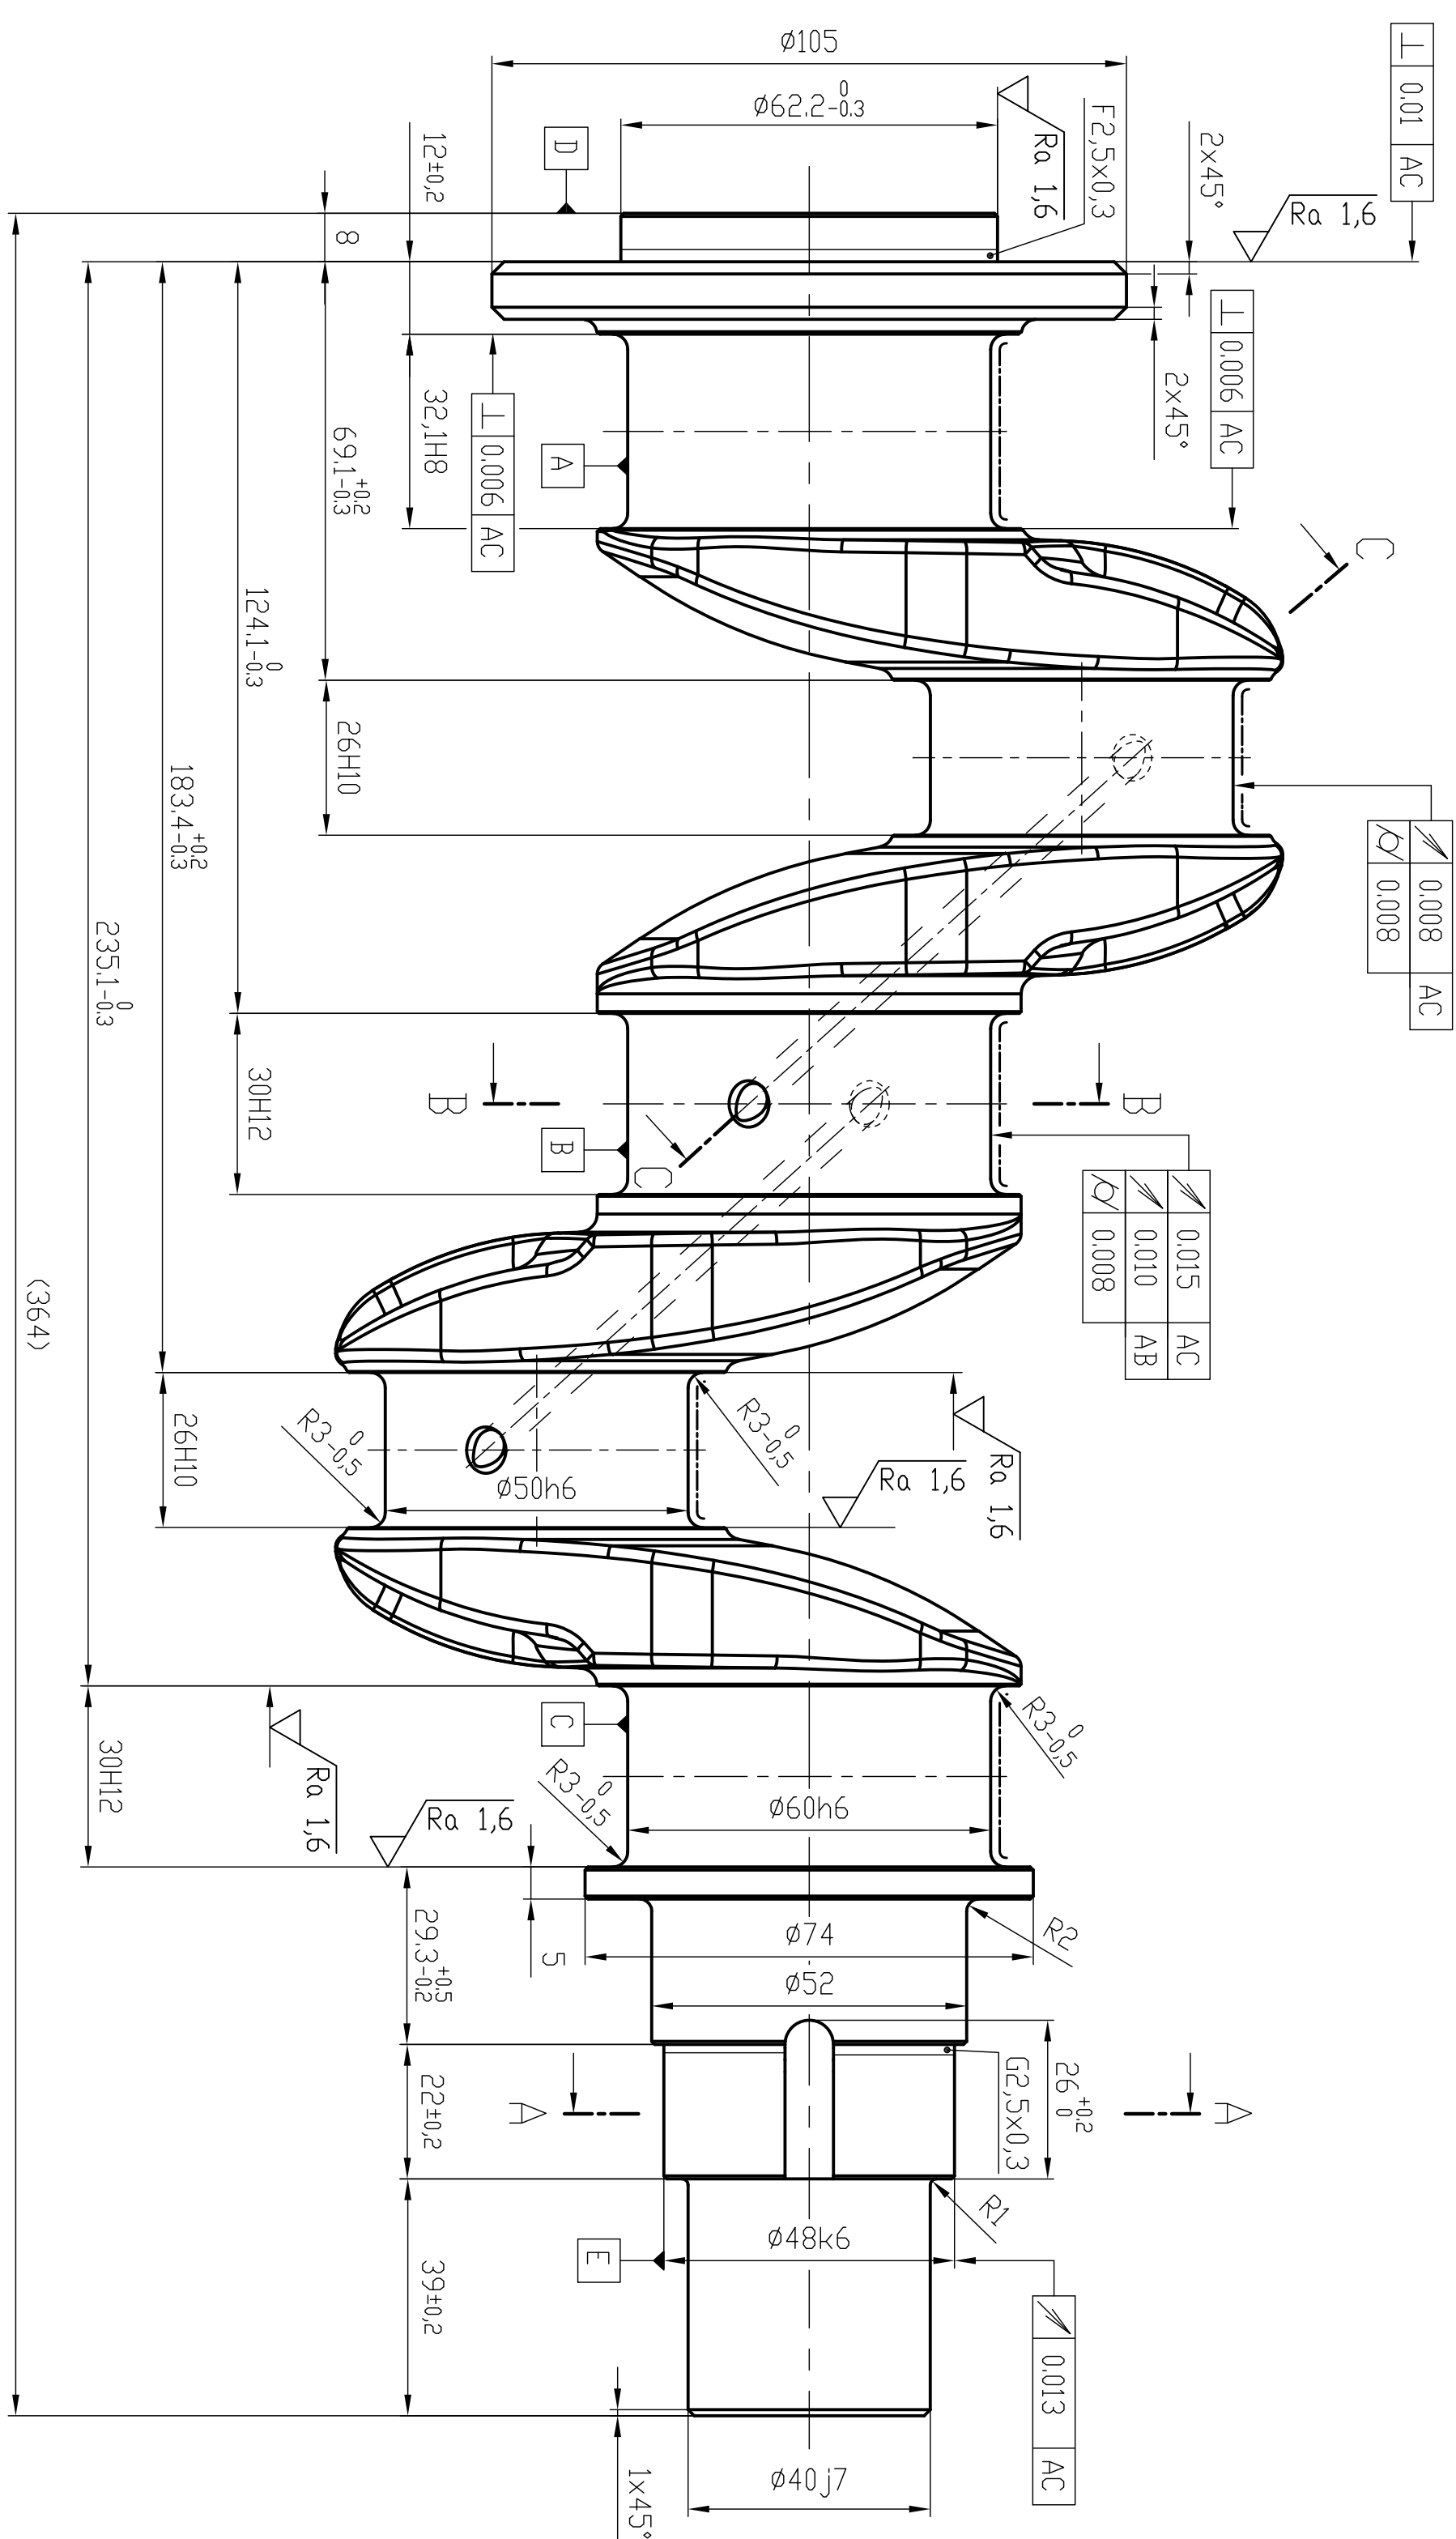 ⊥ 0.01 AC
Ra 1,6
2x45°
F2,5x0,3
Ra 1,6
Ø105
Ø62.2 0 -0.3
D
12±0,2
8
2x45°
⊥ 0.006 AC
32,1H8
⊥ 0.006 AC
A
69.1 +0.2 -0.3
C
26H10
0.008 AC
0.008
124.1 0 -0.3
B
B
30H12
B
C
0.015 AC
0.010 AB
0.008
183.4 +0.2 -0.3
R3 0 -0,5
R3 0 -0,5
Ra 1,6
Ra 1,6
26H10
Ø50h6
235.1 0 -0.3
C
R3 0 -0,5
R3 0 -0,5
Ø60h6
Ra 1,6
Ra 1,6
30H12
(364)
Ø74
Ø52
R2
5
29.3 +0.5 -0.2
26 +0.2 0
G2,5x0,3
A
A
22±0,2
R1
Ø48k6
E
0.013 AC
39±0,2
Ø40j7
1x45°